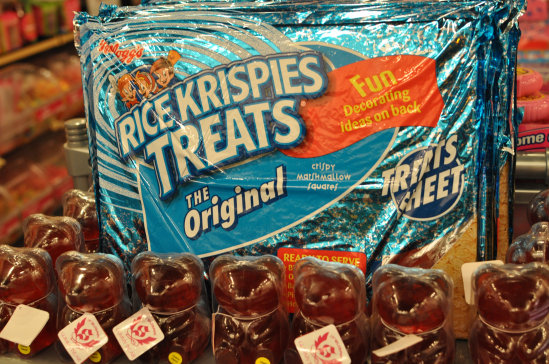 Kellogg's
RICE KRISPIES
TREATS
THE
Original
CRISPY
MARSHMALLOW
SQUARES
Fun
Decorating
Ideas on back
TREATS
SHEET
READY TO SERVE